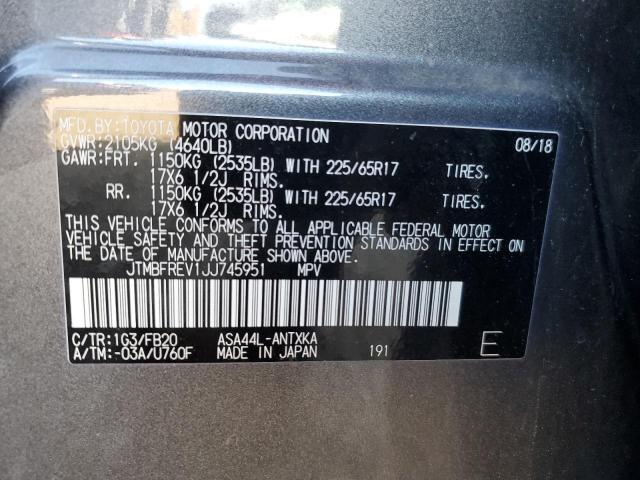 MFD.BY:TOYOTA MOTOR CORPORATION 08/18
GVWR:2105KG (4640LB)
GAWR:FRT. 1150KG (2535LB) WITH 225/65R17 TIRES.
17X6 1/2J RIMS.
RR. 1150KG (2535LB) WITH 225/65R17 TIRES.
17X6 1/2J RIMS.
THIS VEHICLE CONFORMS TO ALL APPLICABLE FEDERAL MOTOR
VEHICLE SAFETY AND THEFT PREVENTION STANDARDS IN EFFECT ON
THE DATE OF MANUFACTURE SHOWN ABOVE.
JTMBFREV1JJ745951 MPV
C/TR:1G3/FB20 ASA44L-ANTXKA
A/TM:-03A/U760F MADE IN JAPAN 191 E